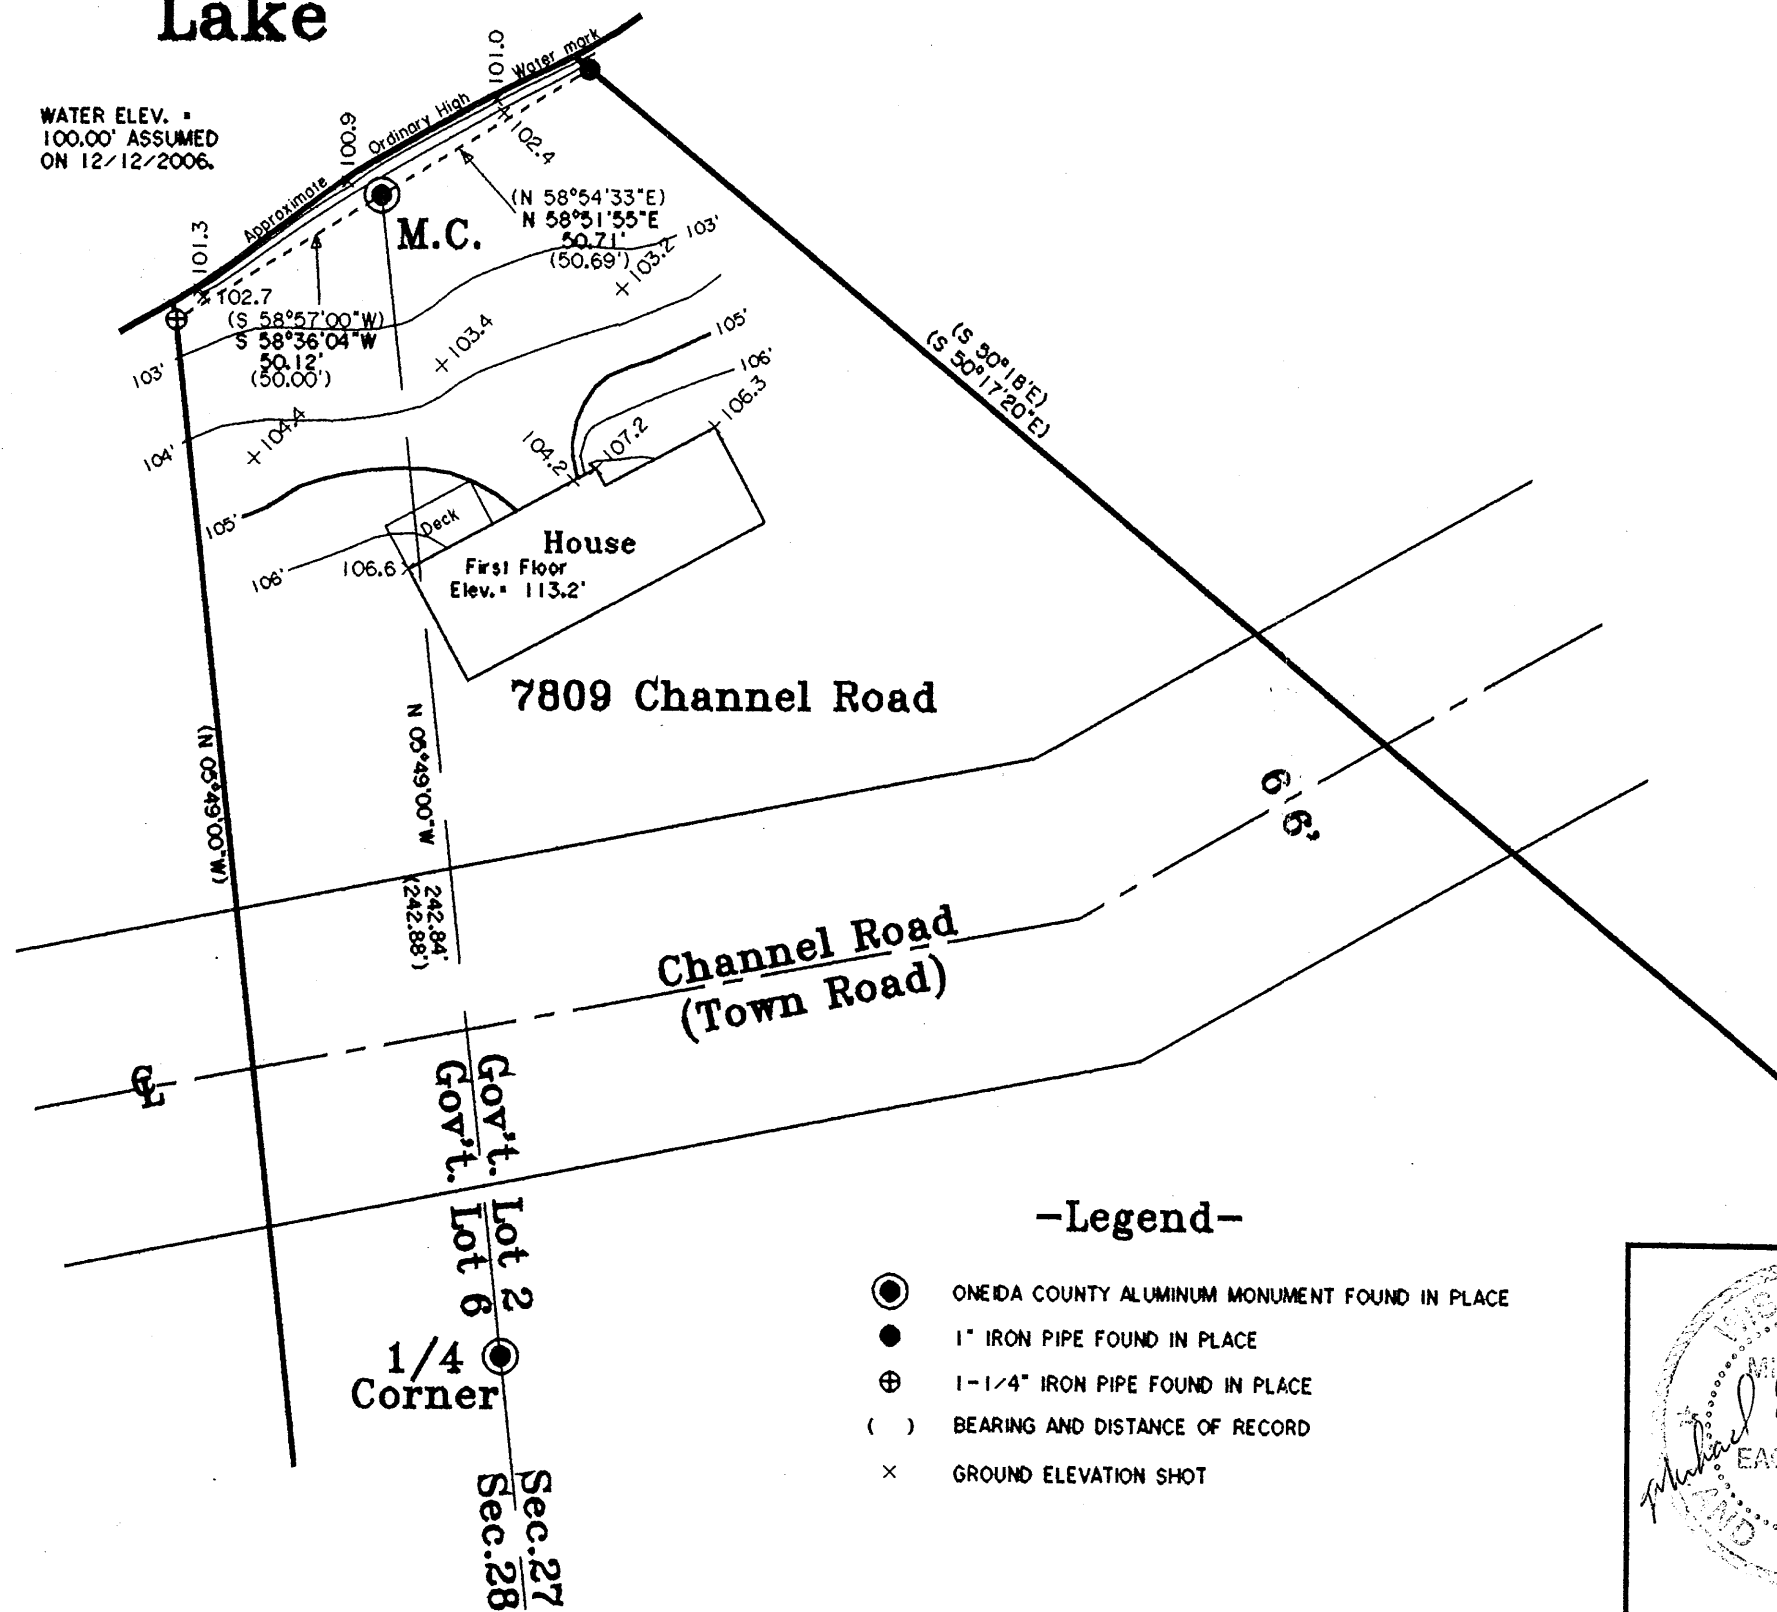 Lake
WATER ELEV. =
100.00' ASSUMED
ON 12/12/2006.
Approximate Ordinary High Water mark
101.3
100.9
101.0
102.7
102.4
M.C.
(N 58°54'33"E)
N 58°51'55"E
50.71'
(50.69')
(S 58°57'00"W)
S 58°36'04"W
50.12'
(50.00')
103'
103'
103.2
103.4
104'
104.4
105'
105'
106'
106'
106.3
104.2
107.2
106.6
Deck
House
First Floor
Elev.= 113.2'
(S 50°18'E)
(S 50°17'20"E)
7809 Channel Road
(N 05°49'00"W)
N 05°49'00"W
242.84'
(242.88')
66'
Channel Road
(Town Road)
CL
Gov't. Lot 2
Gov't. Lot 6
1/4
Corner
Sec.27
Sec.28
-Legend-
ONEIDA COUNTY ALUMINUM MONUMENT FOUND IN PLACE
1" IRON PIPE FOUND IN PLACE
1-1/4" IRON PIPE FOUND IN PLACE
( ) BEARING AND DISTANCE OF RECORD
× GROUND ELEVATION SHOT